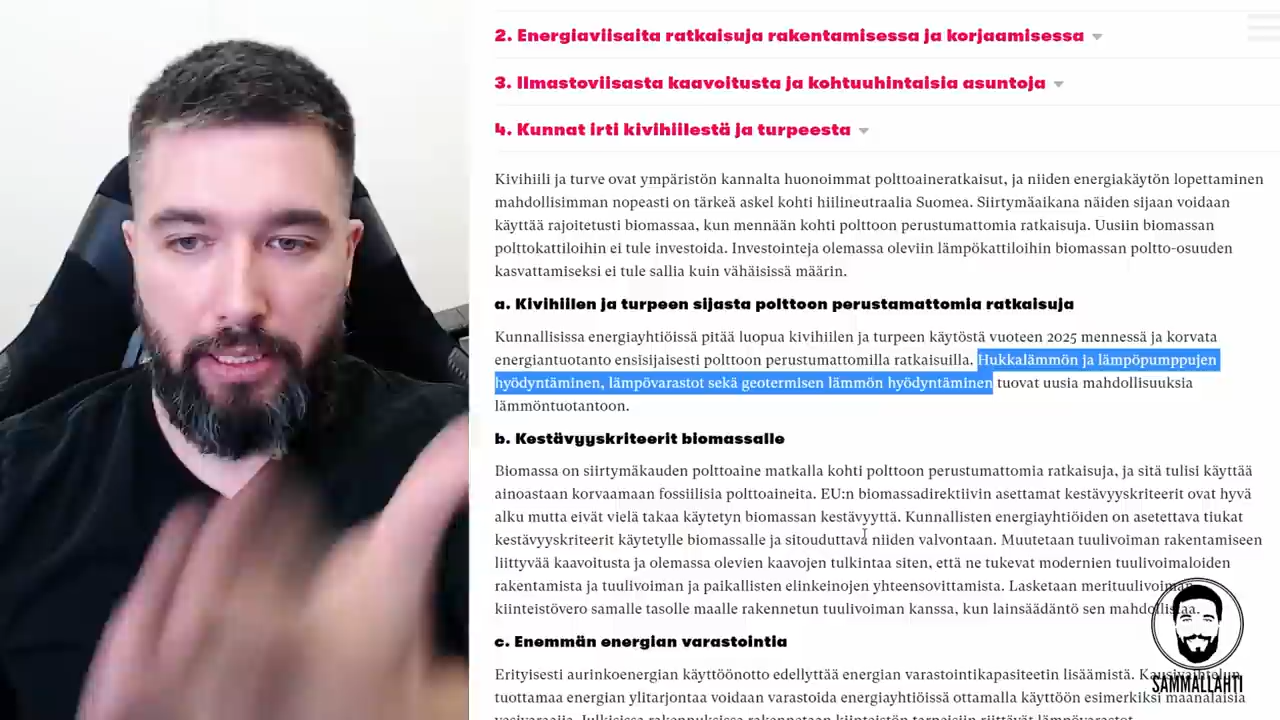 2. Energiaviisaita ratkaisuja rakentamisessa ja korjaamisessa
3. Ilmastoviisasta kaavoitusta ja kohtuuhintaisia asuntoja
4. Kunnat irti kivihiilestä ja turpeesta
Kivihiili ja turve ovat ympäristön kannalta huonoimmat polttoaineratkaisut, ja niiden energiakäytön lopettaminen
mahdollisimman nopeasti on tärkeä askel kohti hiilineutraalia Suomea. Siirtymäaikana näiden sijaan voidaan
käyttää rajoitetusti biomassaa, kun mennään kohti polttoon perustumattomia ratkaisuja. Uusiin biomassan
polttokattiloihin ei tule investoida. Investointeja olemassa oleviin lämpökattiloihin biomassan poltto-osuuden
kasvattamiseksi ei tule sallia kuin vähäisissä määrin.
a. Kivihiilen ja turpeen sijasta polttoon perustamattomia ratkaisuja
Kunnallisissa energiayhtiöissä pitää luopua kivihiilen ja turpeen käytöstä vuoteen 2025 mennessä ja korvata
energiantuotanto ensisijaisesti polttoon perustumattomilla ratkaisuilla. Hukkalämmön ja lämpöpumppujen
hyödyntäminen, lämpövarastot sekä geotermisen lämmön hyödyntäminen tuovat uusia mahdollisuuksia
lämmöntuotantoon.
b. Kestävyyskriteerit biomassalle
Biomassa on siirtymäkauden polttoaine matkalla kohti polttoon perustumattomia ratkaisuja, ja sitä tulisi käyttää
ainoastaan korvaamaan fossiilisia polttoaineita. EU:n biomassadirektiivin asettamat kestävyyskriteerit ovat hyvä
alku mutta eivät vielä takaa käytetyn biomassan kestävyyttä. Kunnallisten energiayhtiöiden on asetettava tiukat
kestävyyskriteerit käytetylle biomassalle ja sitouduttava niiden valvontaan. Muutetaan tuulivoiman rakentamiseen
liittyvää kaavoitusta ja olemassa olevien kaavojen tulkintaa siten, että ne tukevat modernien tuulivoimaloiden
rakentamista ja tuulivoiman ja paikallisten elinkeinojen yhteensovittamista. Lasketaan merituulivoiman
kiinteistövero samalle tasolle maalle rakennetun tuulivoiman kanssa, kun lainsäädäntö sen mahdollistaa.
c. Enemmän energian varastointia
Erityisesti aurinkoenergian käyttöönotto edellyttää energian varastointikapasiteetin lisäämistä. Kausivaihtelun
tuottamaa energian ylitarjontaa voidaan varastoida energiayhtiöissä ottamalla käyttöön esimerkiksi maanalaisia
SAMMALLAHTI